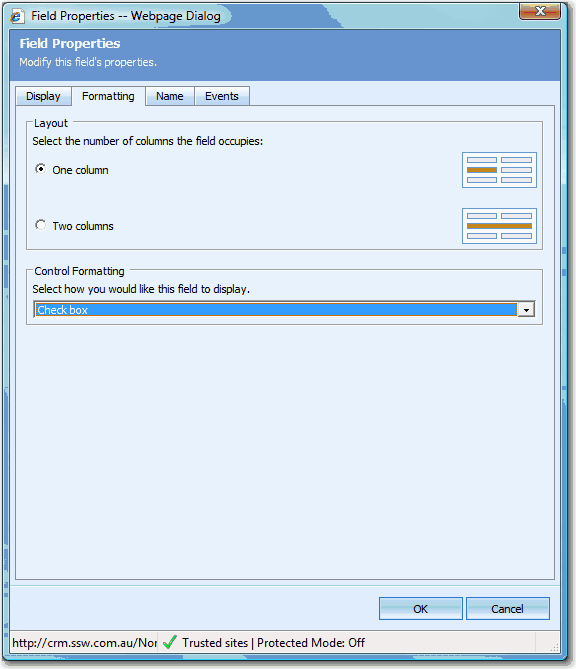 Field Properties -- Webpage Dialog
Field Properties
Modify this field's properties.
Display Formatting Name Events
Layout
Select the number of columns the field occupies:
One column
Two columns
Control Formatting
Select how you would like this field to display.
Check box
OK Cancel
http://crm.ssw.com.au/Nor Trusted sites | Protected Mode: Off